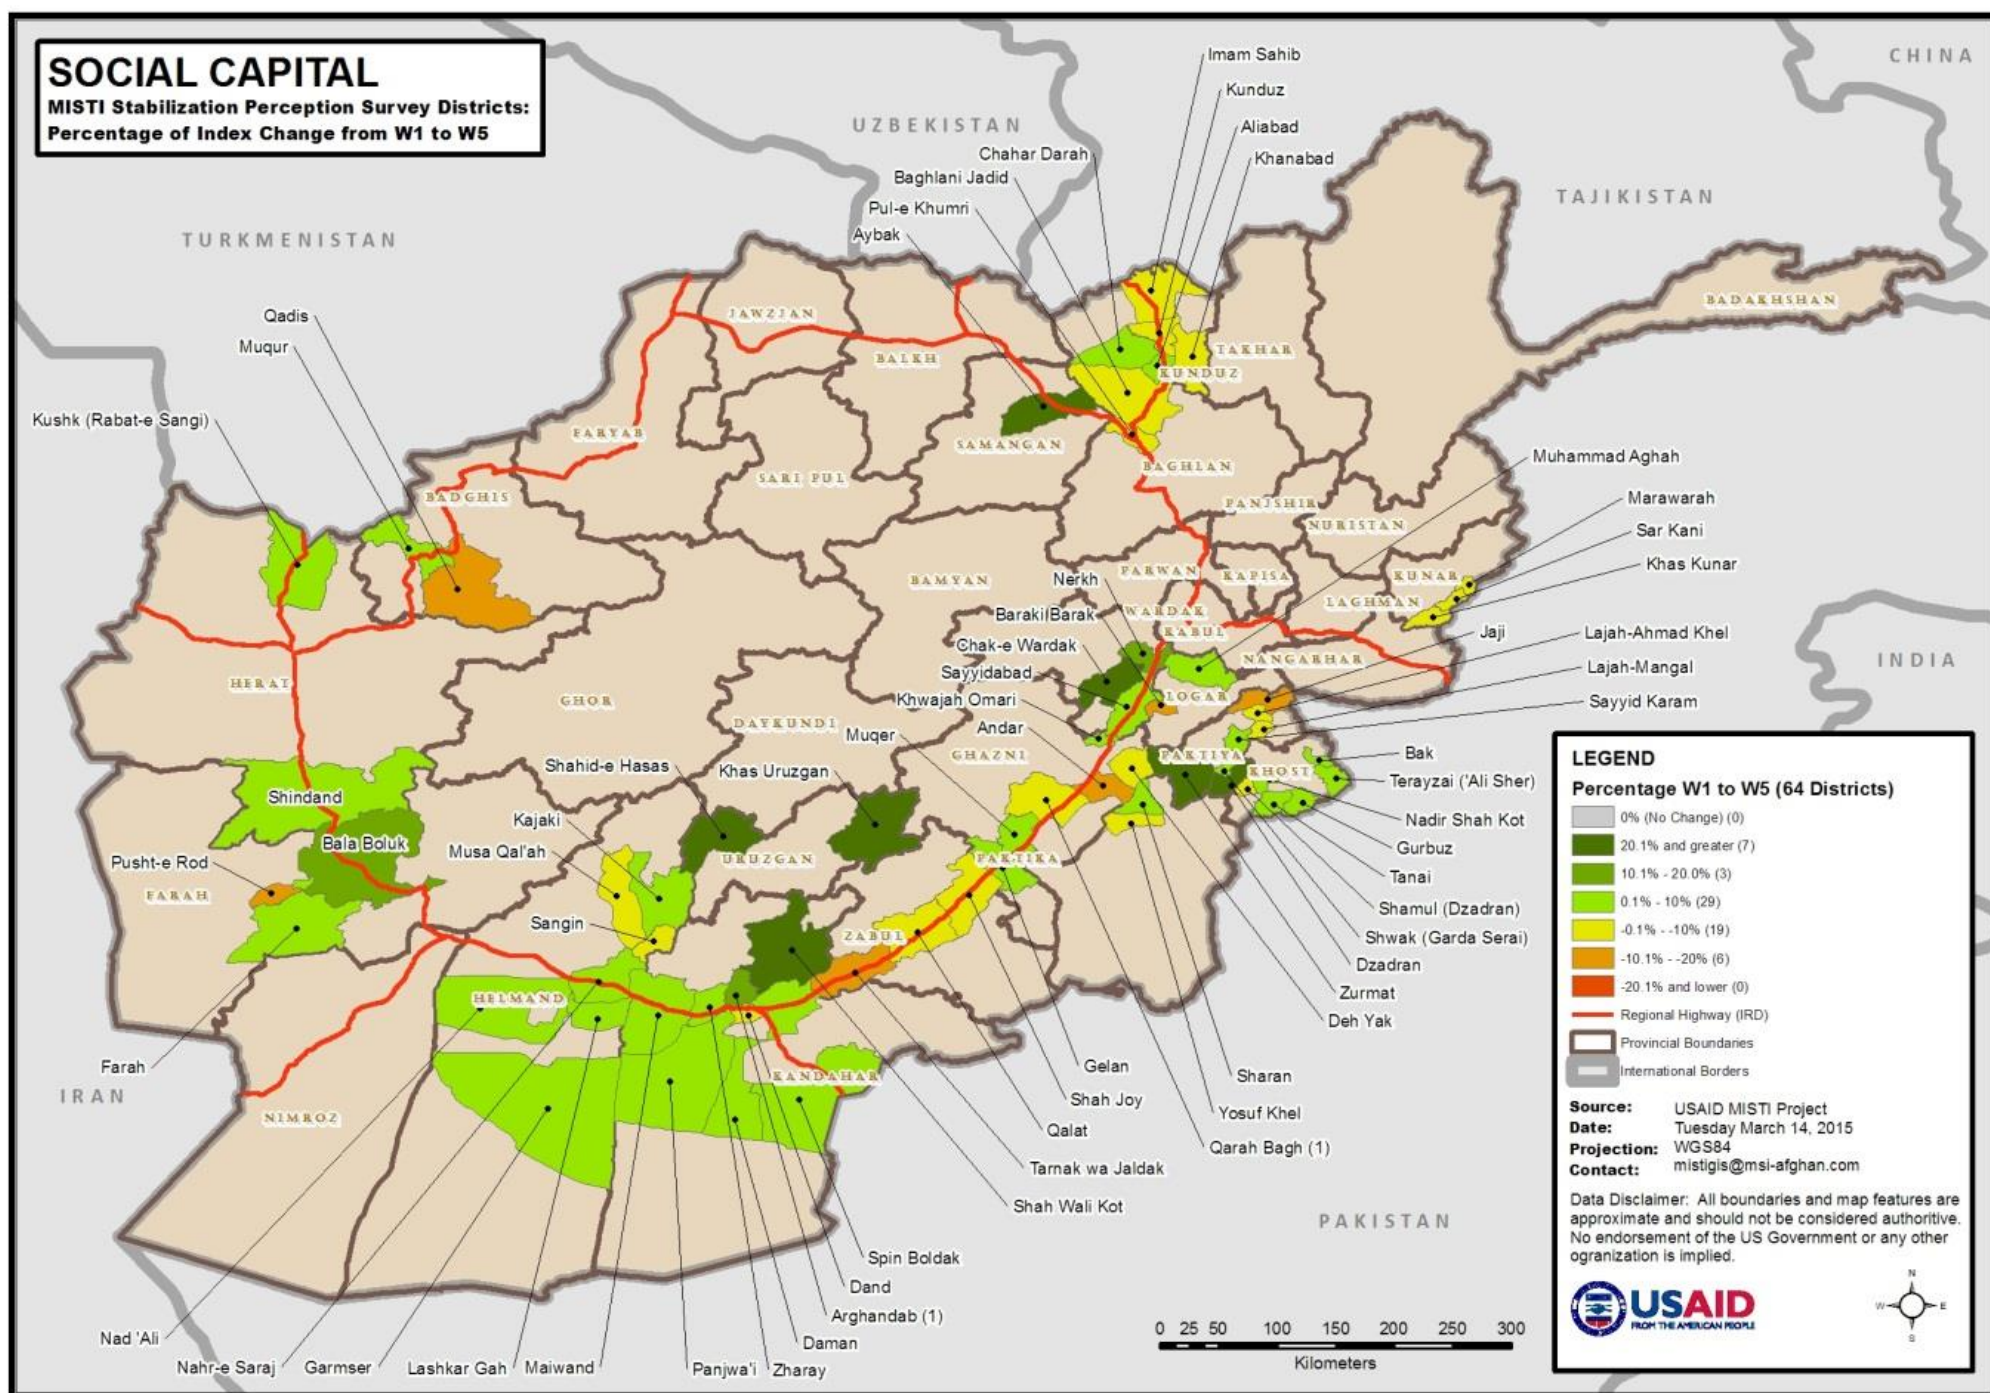 SOCIAL CAPITAL
MISTI Stabilization Perception Survey Districts:
Percentage of Index Change from W1 to W5
CHINA
UZBEKISTAN
TAJIKISTAN
TURKMENISTAN
INDIA
IRAN
PAKISTAN
Imam Sahib
Kunduz
Aliabad
Khanabad
Chahar Darah
Baghlani Jadid
Pul-e Khumri
Aybak
Qadis
Muqur
Kushk (Rabat-e Sangi)
JAWZJAN
BALKH
TAKHAR
KUNDUZ
BADAKHSHAN
FARYAB
SARI PUL
SAMANGAN
BAGHLAN
BADGHIS
PANJSHIR
NURISTAN
BAMYAN
PARWAN
KAPISA
KUNAR
LAGHMAN
WARDAK
KABUL
NANGARHAR
LOGAR
HERAT
GHOR
DAYKUNDI
GHAZNI
PAKTIYA
KHOST
URUZGAN
PAKTIKA
FARAH
ZABUL
HELMAND
KANDAHAR
NIMROZ
Muhammad Aghah
Marawarah
Sar Kani
Khas Kunar
Jaji
Lajah-Ahmad Khel
Lajah-Mangal
Sayyid Karam
Nerkh
Baraki Barak
Chak-e Wardak
Sayyidabad
Khwajah Omari
Andar
Muqer
Khas Uruzgan
Shahid-e Hasas
Kajaki
Musa Qal'ah
Sangin
Shindand
Bala Boluk
Pusht-e Rod
Farah
Bak
Terayzai ('Ali Sher)
Nadir Shah Kot
Gurbuz
Tanai
Shamul (Dzadran)
Shwak (Garda Serai)
Dzadran
Zurmat
Deh Yak
Sharan
Yosuf Khel
Qarah Bagh (1)
Gelan
Shah Joy
Qalat
Tarnak wa Jaldak
Shah Wali Kot
Spin Boldak
Dand
Arghandab (1)
Daman
Zharay
Panjwa'i
Maiwand
Lashkar Gah
Garmser
Nahr-e Saraj
Nad 'Ali
0 25 50 100 150 200 250 300
Kilometers
LEGEND
Percentage W1 to W5 (64 Districts)
0% (No Change) (0)
20.1% and greater (7)
10.1% - 20.0% (3)
0.1% - 10% (29)
-0.1% - -10% (19)
-10.1% - -20% (6)
-20.1% and lower (0)
Regional Highway (IRD)
Provincial Boundaries
International Borders
Source: USAID MISTI Project
Date: Tuesday March 14, 2015
Projection: WGS84
Contact: mistigis@msi-afghan.com
Data Disclaimer: All boundaries and map features are
approximate and should not be considered authoritive.
No endorsement of the US Government or any other
ogranization is implied.
USAID
FROM THE AMERICAN PEOPLE
N
W E
S